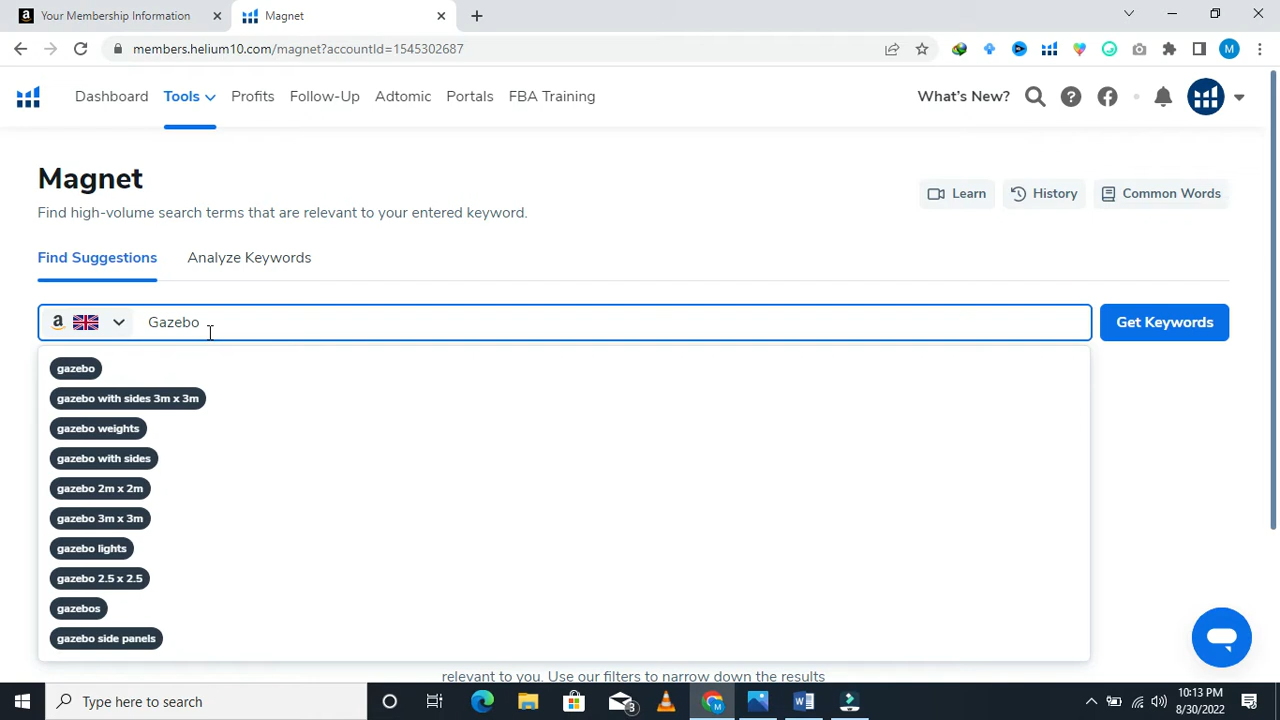 Your Membership Information
Magnet
members.helium10.com/magnet?accountId=1545302687
M
Dashboard
Tools
Profits
Follow-Up
Adtomic
Portals
FBA Training
What's New?
Magnet
Find high-volume search terms that are relevant to your entered keyword.
Learn
History
Common Words
Find Suggestions
Analyze Keywords
Gazebo
Get Keywords
gazebo
gazebo with sides 3m x 3m
gazebo weights
gazebo with sides
gazebo 2m x 2m
gazebo 3m x 3m
gazebo lights
gazebo 2.5 x 2.5
gazebos
gazebo side panels
relevant to you. Use our filters to narrow down the results
Type here to search
10:13 PM
8/30/2022